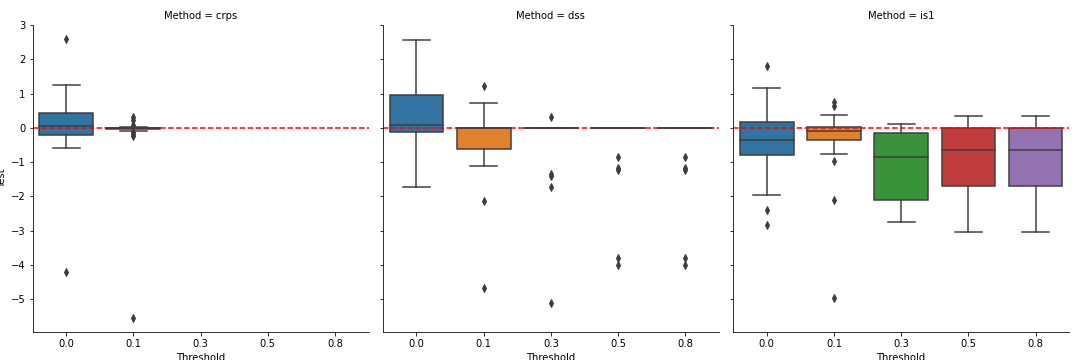 Method = crps
Method = dss
Method = is1
3
2
1
0
−1
−2
−3
−4
−5
0.0 0.1 0.3 0.5 0.8
0.0 0.1 0.3 0.5 0.8
0.0 0.1 0.3 0.5 0.8
Threshold
Threshold
Threshold